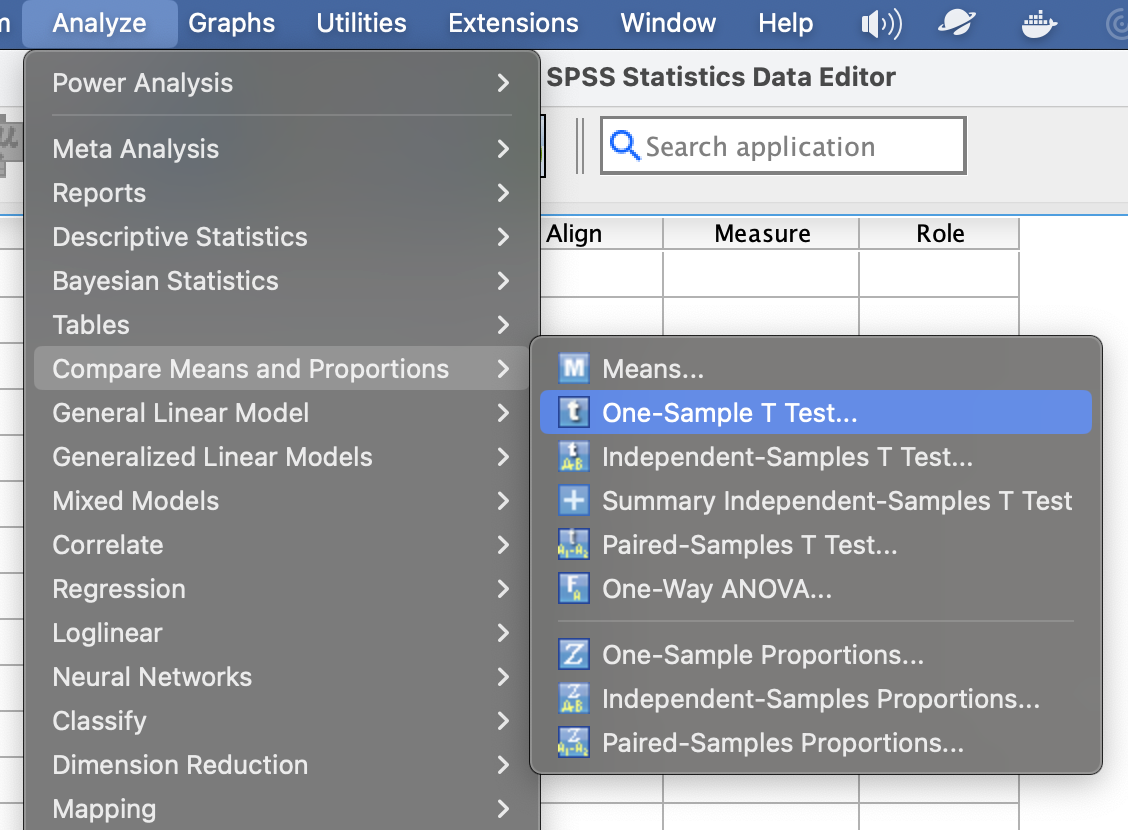 Analyze Graphs Utilities Extensions Window Help
SPSS Statistics Data Editor
Search application
Align Measure Role
Power Analysis
Meta Analysis
Reports
Descriptive Statistics
Bayesian Statistics
Tables
Compare Means and Proportions
General Linear Model
Generalized Linear Models
Mixed Models
Correlate
Regression
Loglinear
Neural Networks
Classify
Dimension Reduction
Mapping
M Means...
t One-Sample T Test...
Independent-Samples T Test...
Summary Independent-Samples T Test
Paired-Samples T Test...
One-Way ANOVA...
Z One-Sample Proportions...
Independent-Samples Proportions...
Paired-Samples Proportions...